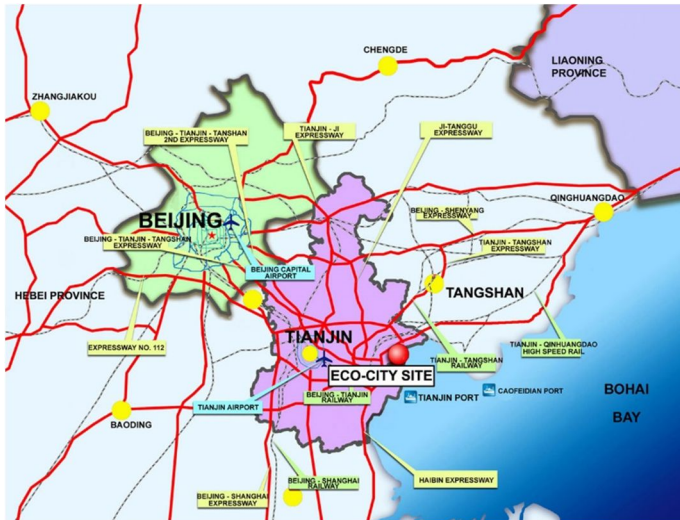 CHENGDE
LIAONING
PROVINCE
ZHANGJIAKOU
BEIJING - TIANJIN - TANSHAN
2ND EXPRESSWAY
TIANJIN - JI
EXPRESSWAY
JI-TANGGU
EXPRESSWAY
QINGHUANGDAO
BEIJING
BEIJING - SHENYANG
EXPRESSWAY
BEIJING - TIANJIN - TANGSHAN
EXPRESSWAY
TIANJIN - TANGSHAN
EXPRESSWAY
BEIJING CAPITAL
AIRPORT
HEBEI PROVINCE
TANGSHAN
TIANJIN
EXPRESSWAY NO. 112
TIANJIN - QINHUANGDAO
HIGH SPEED RAIL
TIANJIN - TANGSHAN
RAILWAY
ECO-CITY SITE
BOHAI
BAY
CAOFEIDIAN PORT
TIANJIN PORT
BEIJING - TIANJIN
RAILWAY
TIANJIN AIRPORT
BAODING
HAIBIN EXPRESSWAY
BEIJING - SHANGHAI
RAILWAY
BEIJING - SHANGHAI
EXPRESSWAY